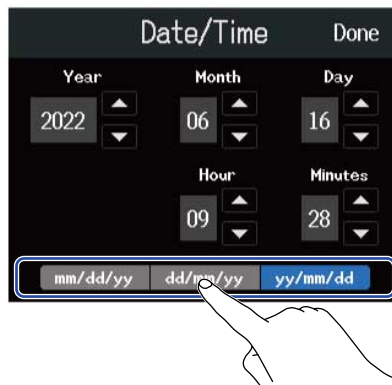 Date/Time Done
Year Month Day
2022 06 16
Hour Minutes
09 28
mm/dd/yy dd/mm/yy yy/mm/dd